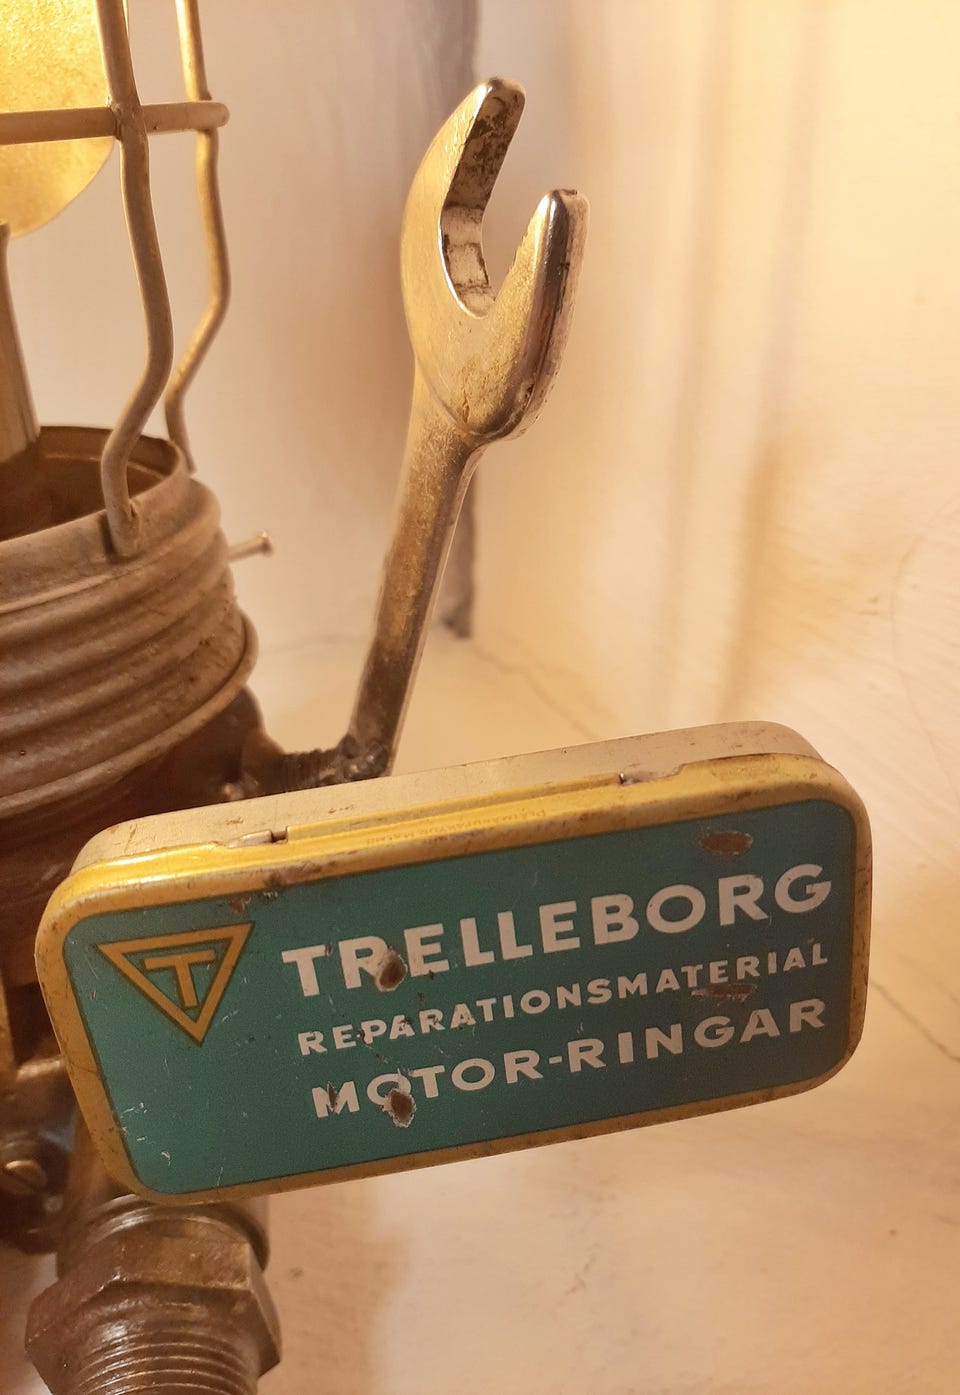 T
TRELLEBORG
REPARATIONSMATERIAL
MOTOR-RINGAR